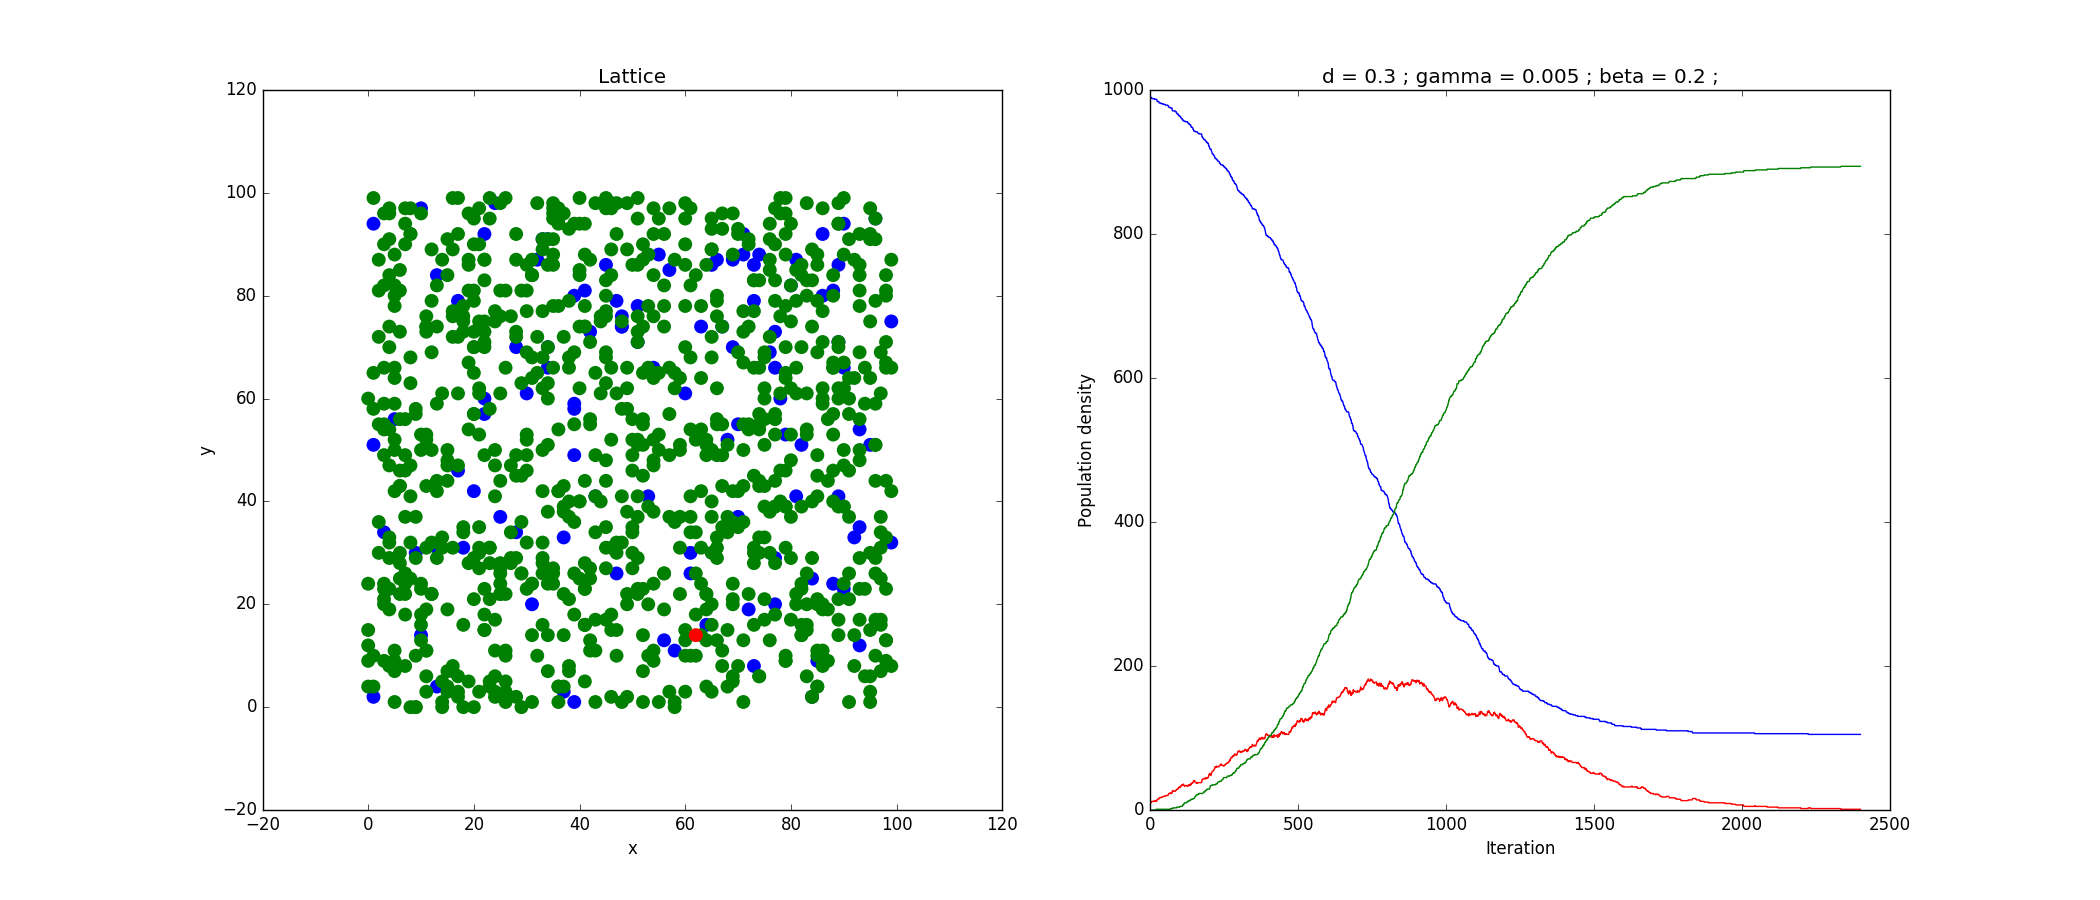 Lattice
120
100
80
60
40
20
0
−20
y
−20 0 20 40 60 80 100 120
x
d = 0.3 ; gamma = 0.005 ; beta = 0.2 ;
1000
800
600
400
200
0
Population density
0 500 1000 1500 2000 2500
Iteration